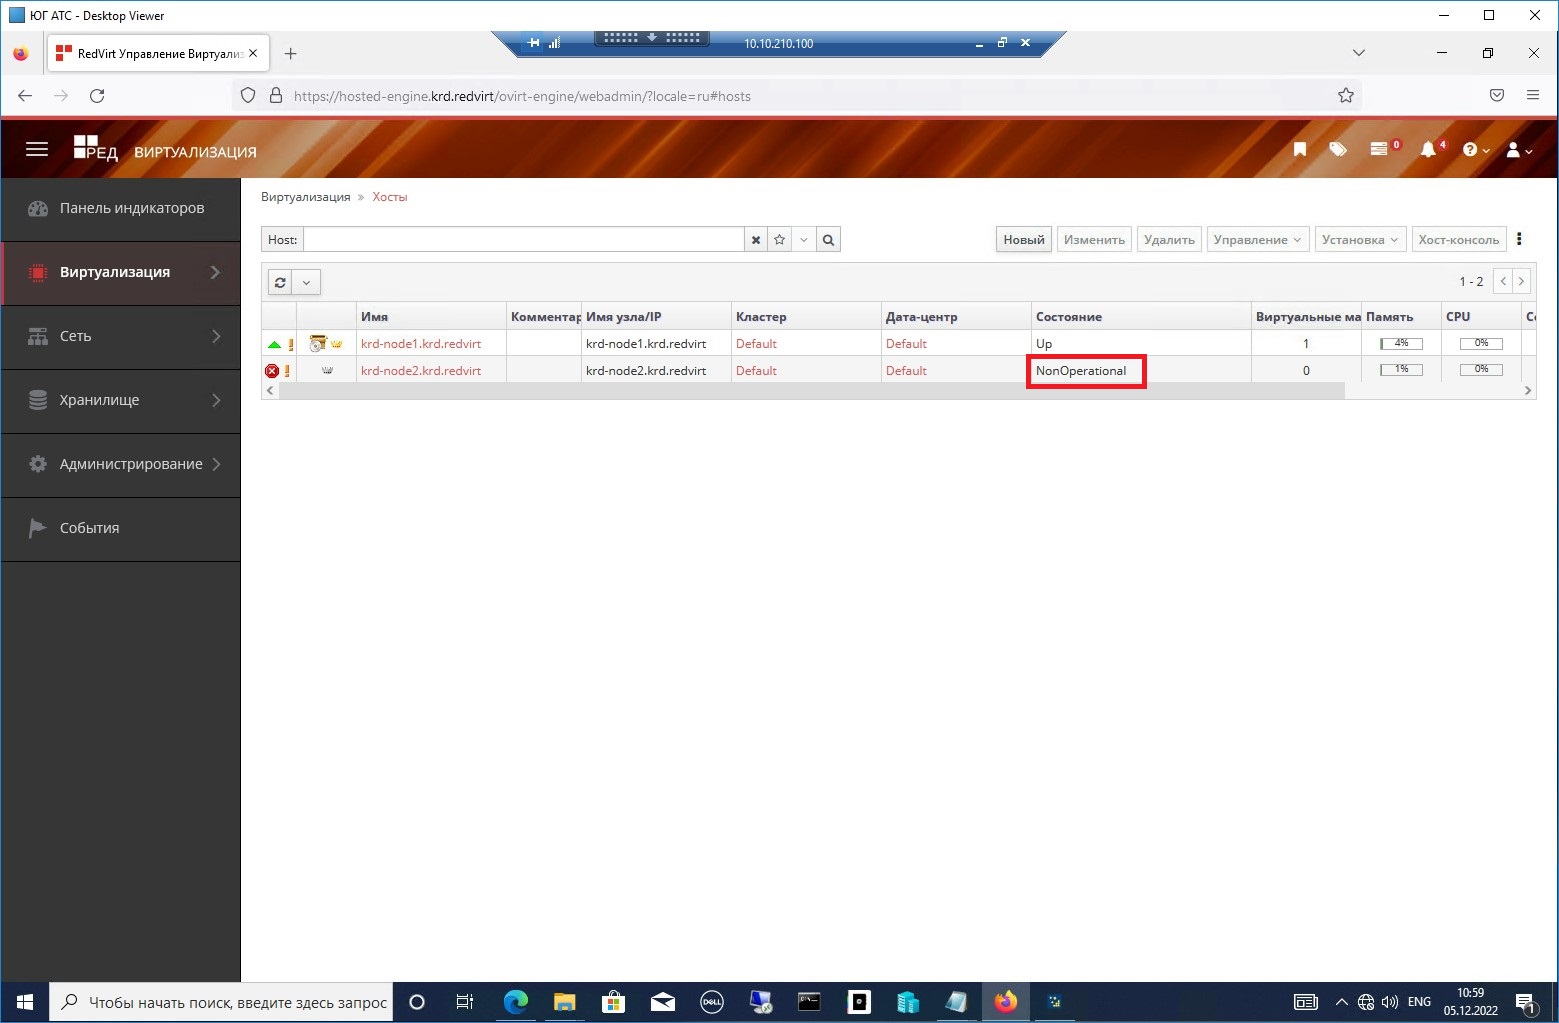 ЮГ АТС - Desktop Viewer
RedVirt Управление Виртуализ
10.10.210.100
https://hosted-engine.krd.redvirt/ovirt-engine/webadmin/?locale=ru#hosts
РЕД ВИРТУАЛИЗАЦИЯ
0
4
Панель индикаторов
Виртуализация
Сеть
Хранилище
Администрирование
События
Виртуализация » Хосты
Host:
Новый Изменить Удалить Управление Установка Хост-консоль
1 - 2
Имя Комментар Имя узла/IP Кластер Дата-центр Состояние Виртуальные ма Память CPU Се
krd-node1.krd.redvirt krd-node1.krd.redvirt Default Default Up 1 4% 0%
krd-node2.krd.redvirt krd-node2.krd.redvirt Default Default NonOperational 0 1% 0%
Чтобы начать поиск, введите здесь запрос
DELL
ENG
10:59
05.12.2022
1